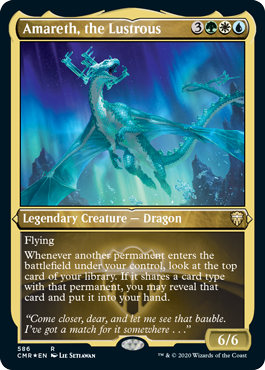 Amareth, the Lustrous 3
Legendary Creature — Dragon
Flying
Whenever another permanent enters the
battlefield under your control, look at the top
card of your library. If it shares a card type
with that permanent, you may reveal that
card and put it into your hand.
"Come closer, dear, and let me see that bauble.
I've got a match for it somewhere . . ."
6/6
586 R
CMR★EN Lee Setiawan
™ & © 2020 Wizards of the Coast